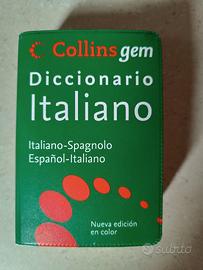 Collins gem
Diccionario
Italiano
Italiano-Spagnolo
Español-Italiano
Nueva edición
en color
subito